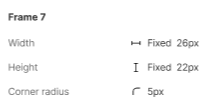 Frame 7
Width Fixed 26px
Height Fixed 22px
Corner radius 5px